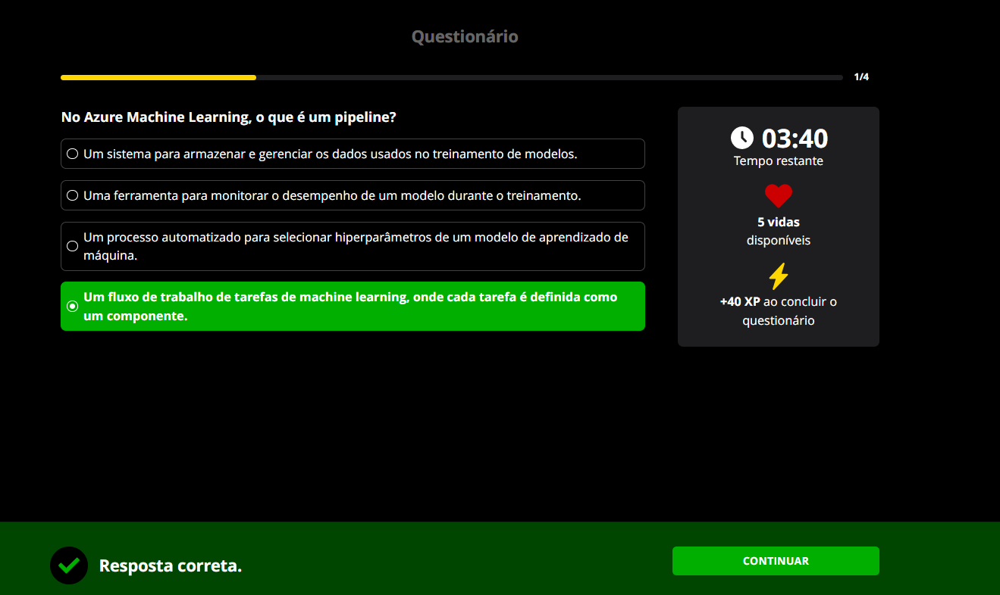 Questionário
1/4
No Azure Machine Learning, o que é um pipeline?
Um sistema para armazenar e gerenciar os dados usados no treinamento de modelos.
Uma ferramenta para monitorar o desempenho de um modelo durante o treinamento.
Um processo automatizado para selecionar hiperparâmetros de um modelo de aprendizado de
máquina.
Um fluxo de trabalho de tarefas de machine learning, onde cada tarefa é definida como
um componente.
03:40
Tempo restante
5 vidas
disponíveis
+40 XP ao concluir o
questionário
Resposta correta.
CONTINUAR